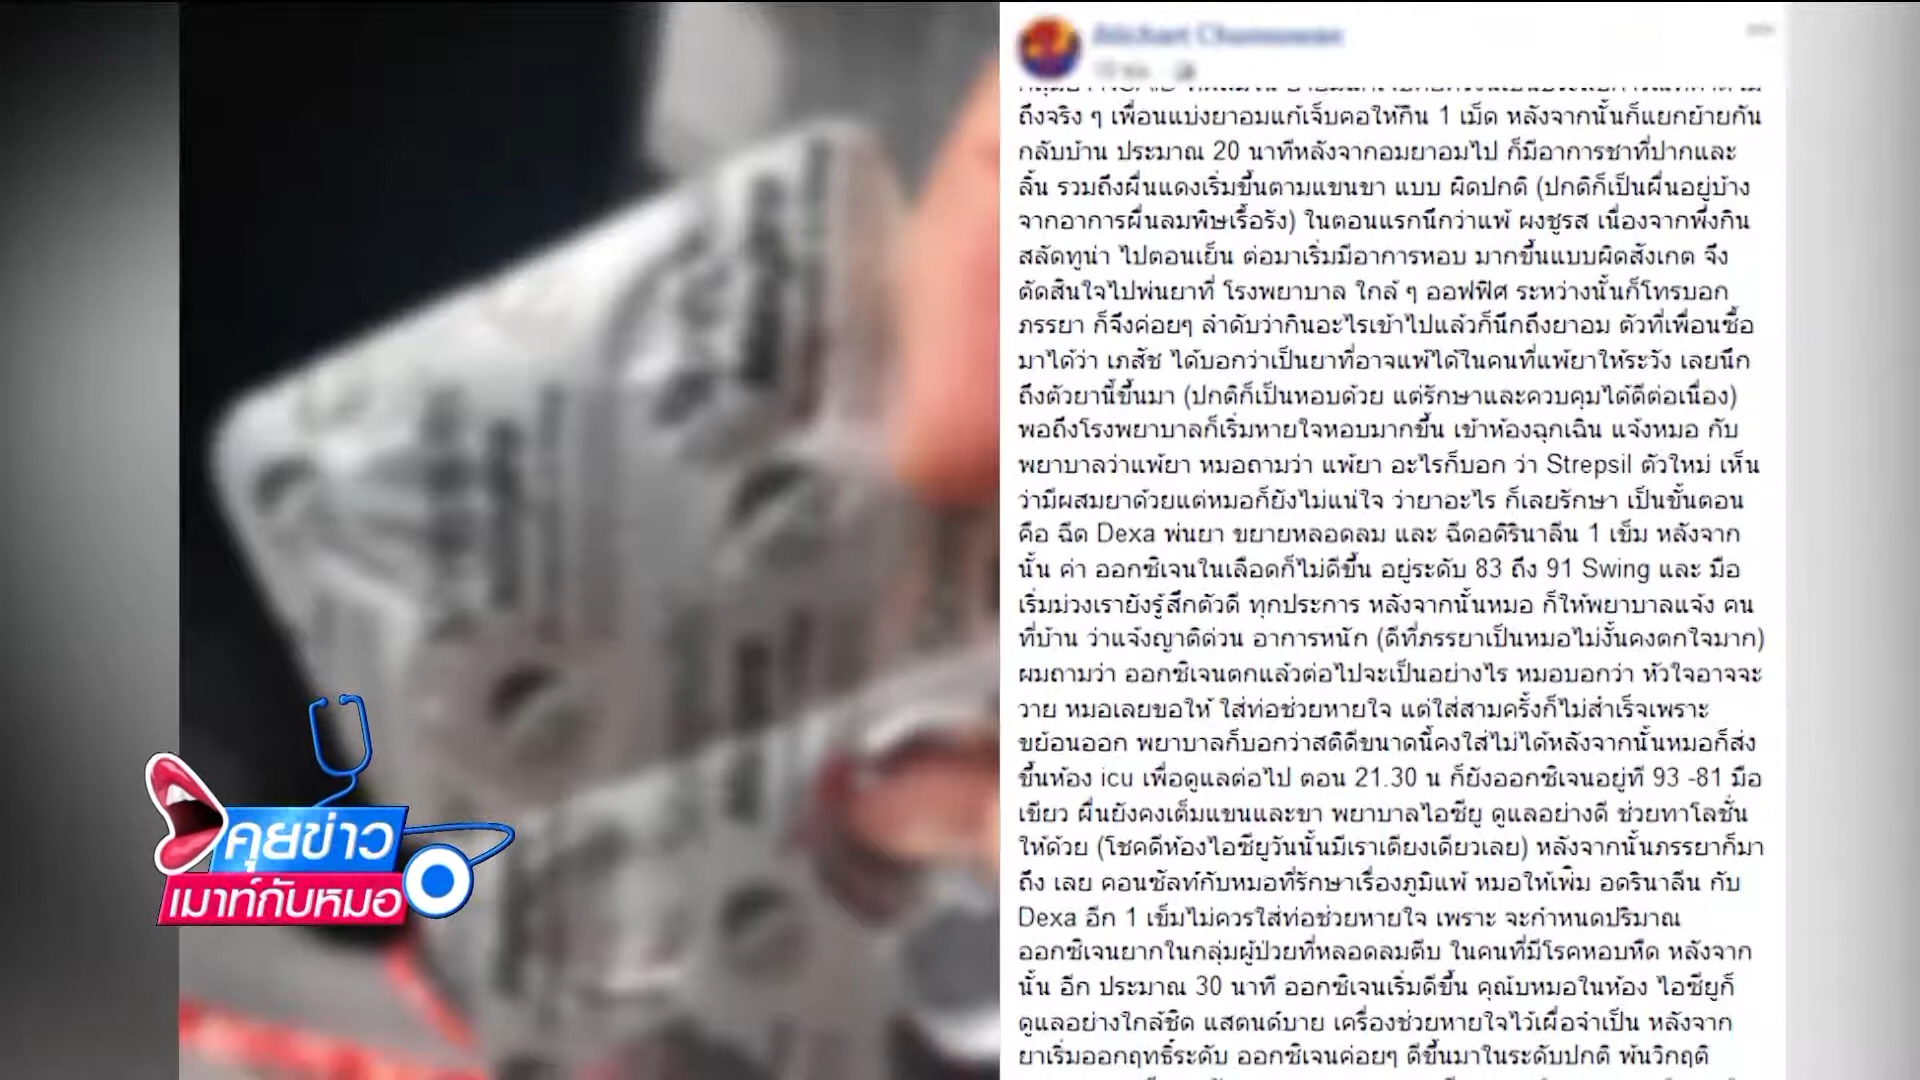 ถึงจริง ๆ เพื่อนแบ่งยาอมแก้เจ็บคอให้กิน 1 เม็ด หลังจากนั้นก็แยกย้ายกัน
กลับบ้าน ประมาณ 20 นาทีหลังจากอมยาอมไป ก็มีอาการชาที่ปากและ
ลิ้น รวมถึงผื่นแดงเริ่มขึ้นตามแขนขา แบบ ผิดปกติ (ปกติก็เป็นผื่นอยู่บ้าง
จากอาการผื่นลมพิษเรื้อรัง) ในตอนแรกนึกว่าแพ้ ผงชูรส เนื่องจากพึ่งกิน
สลัดทูน่า ไปตอนเย็น ต่อมาเริ่มมีอาการหอบ มากขึ้นแบบผิดสังเกต จึง
ตัดสินใจไปพ่นยาที่ โรงพยาบาล ใกล้ ๆ ออฟฟิศ ระหว่างนั้นก็โทรบอก
ภรรยา ก็จึงค่อยๆ ลำดับว่ากินอะไรเข้าไปแล้วก็นึกถึงยาอม ตัวที่เพื่อนซื้อ
มาได้ว่า เภสัช ได้บอกว่าเป็นยาที่อาจแพ้ได้ในคนที่แพ้ยาให้ระวัง เลยนึก
ถึงตัวยานี้ขึ้นมา (ปกติก็เป็นหอบด้วย แต่รักษาและควบคุมได้ดีต่อเนื่อง)
พอถึงโรงพยาบาลก็เริ่มหายใจหอบมากขึ้น เข้าห้องฉุกเฉิน แจ้งหมอ กับ
พยาบาลว่าแพ้ยา หมอถามว่า แพ้ยา อะไรก็บอก ว่า Strepsil ตัวใหม่ เห็น
ว่ามีผสมยาด้วยแต่หมอก็ยังไม่แน่ใจ ว่ายาอะไร ก็เลยรักษา เป็นขั้นตอน
คือ ฉีด Dexa พ่นยา ขยายหลอดลม และ ฉีดอดิรินาลีน 1 เข็ม หลังจาก
นั้น ค่า ออกซิเจนในเลือดก็ไม่ดีขึ้น อยู่ระดับ 83 ถึง 91 Swing และ มือ
เริ่มม่วงเรายังรู้สึกตัวดี ทุกประการ หลังจากนั้นหมอ ก็ให้พยาบาลแจ้ง คน
ที่บ้าน ว่าแจ้งญาติด่วน อาการหนัก (ดีที่ภรรยาเป็นหมอไม่งั้นคงตกใจมาก)
ผมถามว่า ออกซิเจนตกแล้วต่อไปจะเป็นอย่างไร หมอบอกว่า หัวใจอาจจะ
วาย หมอเลยขอให้ ใส่ท่อช่วยหายใจ แต่ใส่สามครั้งก็ไม่สำเร็จเพราะ
ขย้อนออก พยาบาลก็บอกว่าสติดีขนาดนี้คงใส่ไม่ได้หลังจากนั้นหมอก็ส่ง
ขึ้นห้อง icu เพื่อดูแลต่อไป ตอน 21.30 น ก็ยังออกซิเจนอยู่ที 93 -81 มือ
เขียว ผื่นยังคงเต็มแขนและขา พยาบาลไอซียู ดูแลอย่างดี ช่วยทาโลชั่น
ให้ด้วย (โชคดีห้องไอซียูวันนั้นมีเราเตียงเดียวเลย) หลังจากนั้นภรรยาก็มา
ถึง เลย คอนซัลท์กับหมอที่รักษาเรื่องภูมิแพ้ หมอให้เพิ่ม อดรินาลีน กับ
Dexa อีก 1 เข็มไม่ควรใส่ท่อช่วยหายใจ เพราะ จะกำหนดปริมาณ
ออกซิเจนยากในกลุ่มผู้ป่วยที่หลอดลมตีบ ในคนที่มีโรคหอบหืด หลังจาก
นั้น อีก ประมาณ 30 นาที ออกซิเจนเริ่มดีขึ้น คุณ์บหมอในห้อง ไอซียูก็
ดูแลอย่างใกล้ชิด แสตนด์บาย เครื่องช่วยหายใจไว้เผื่อจำเป็น หลังจาก
ยาเริ่มออกฤทธิ์ระดับ ออกซิเจนค่อยๆ ดีขึ้นมาในระดับปกติ พ้นวิกฤติ
คุยข่าว
เมาท์กับหมอ